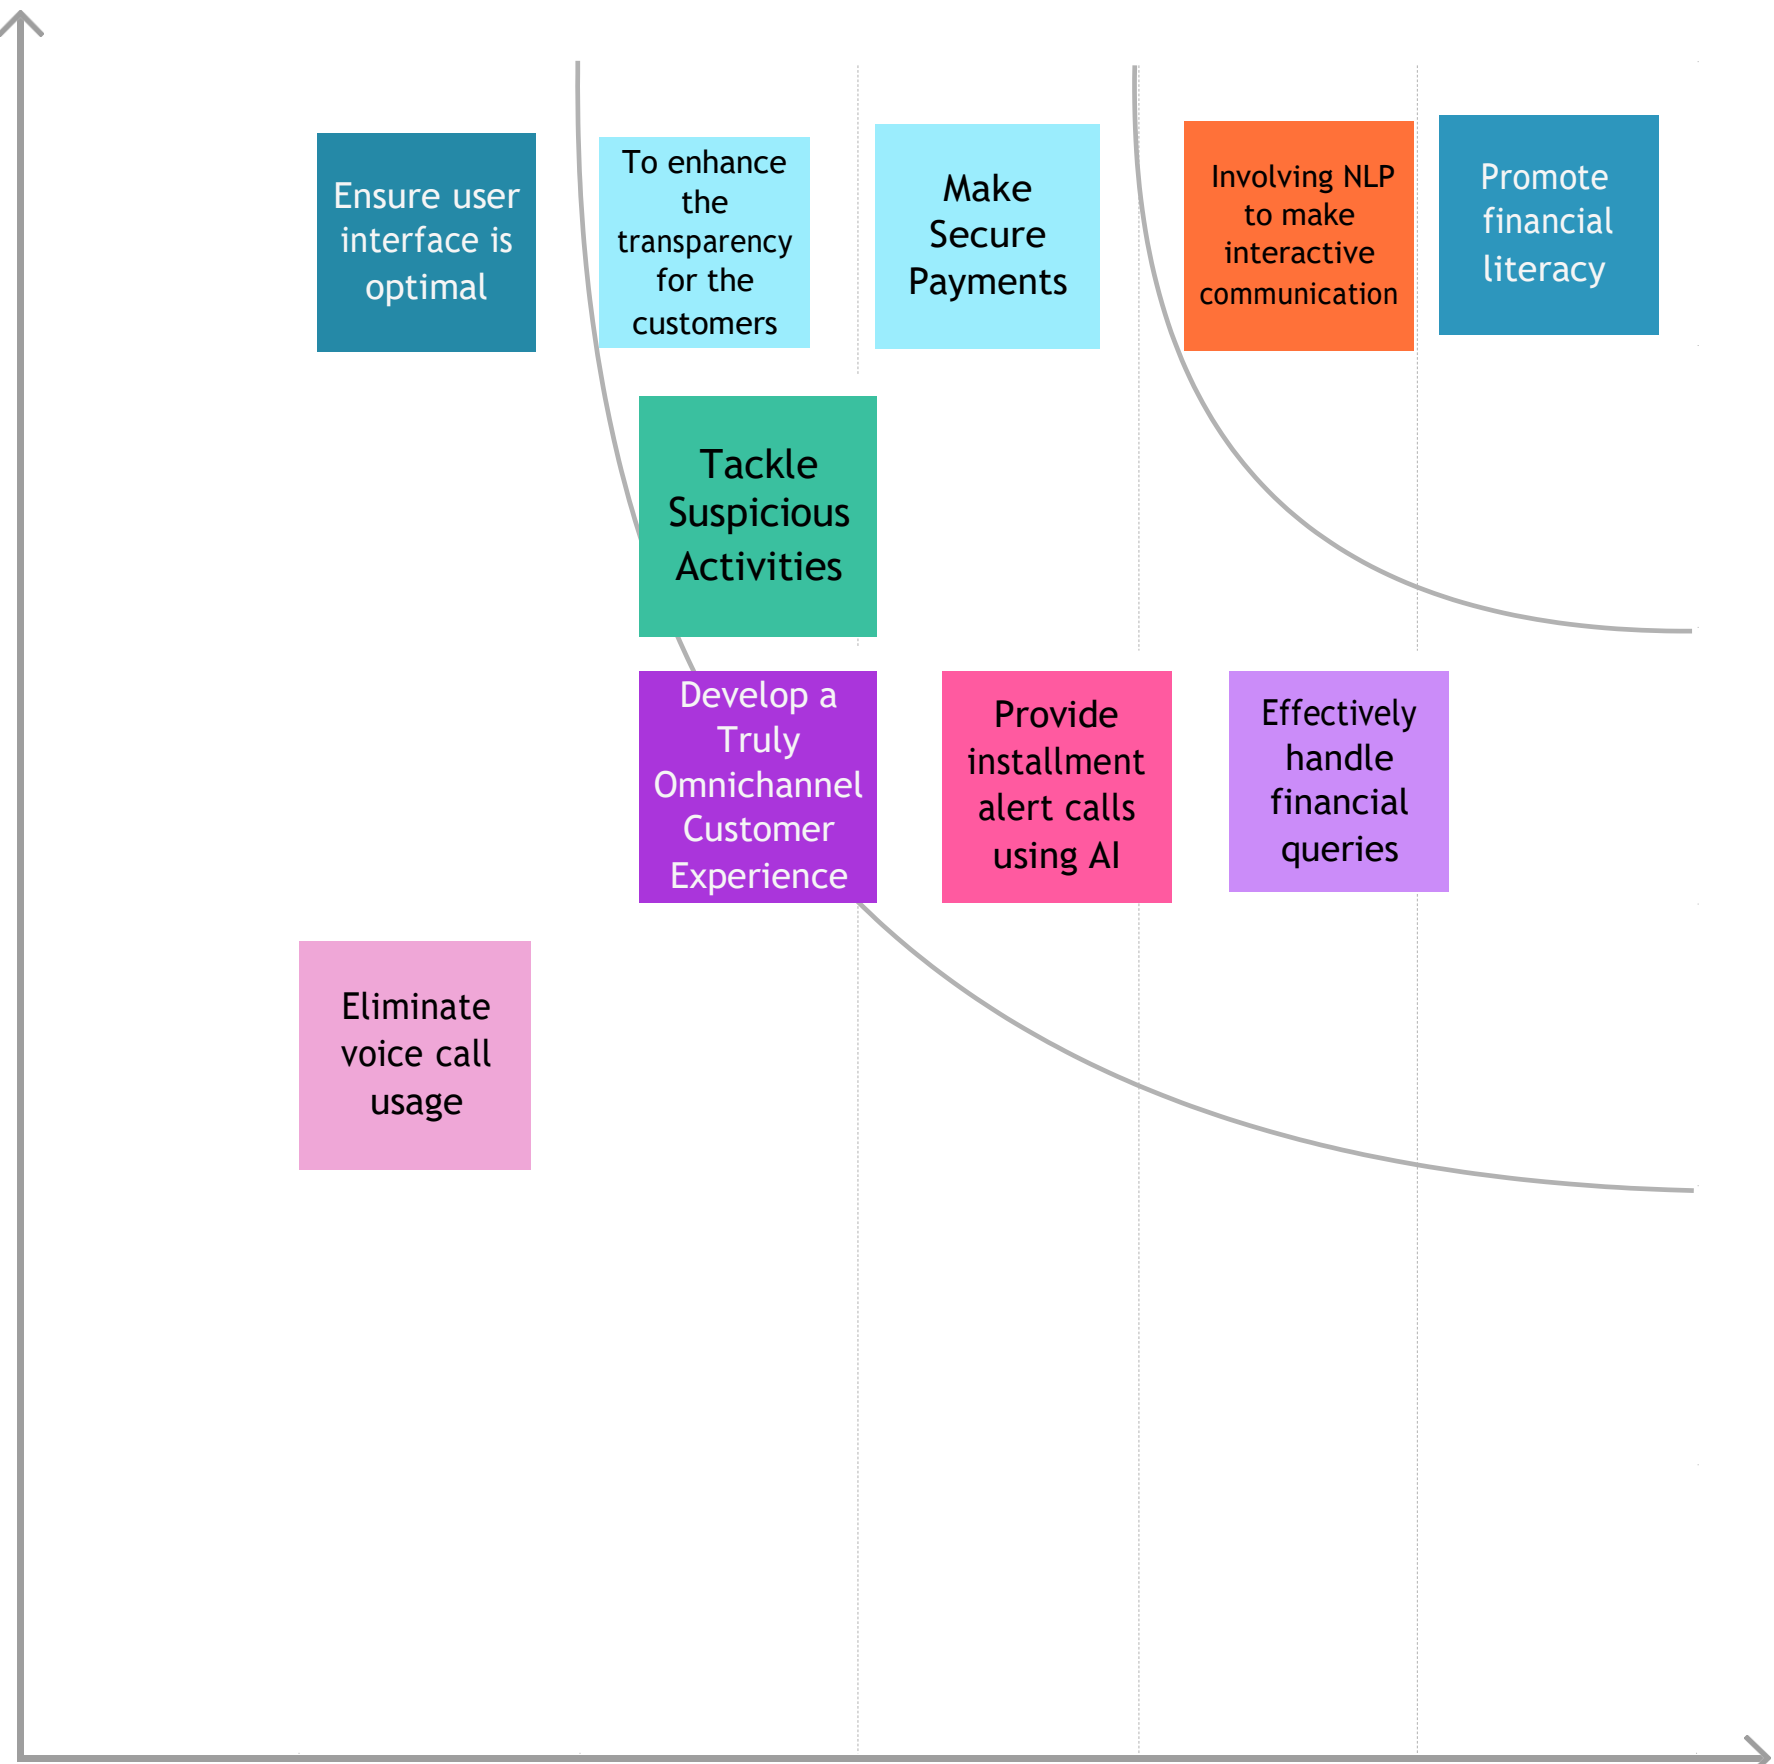 Ensure user
interface is
optimal
To enhance
the
transparency
for the
customers
Make
Secure
Payments
Involving NLP
to make
interactive
communication
Promote
financial
literacy
Tackle
Suspicious
Activities
Develop a
Truly
Omnichannel
Customer
Experience
Provide
installment
alert calls
using AI
Effectively
handle
financial
queries
Eliminate
voice call
usage